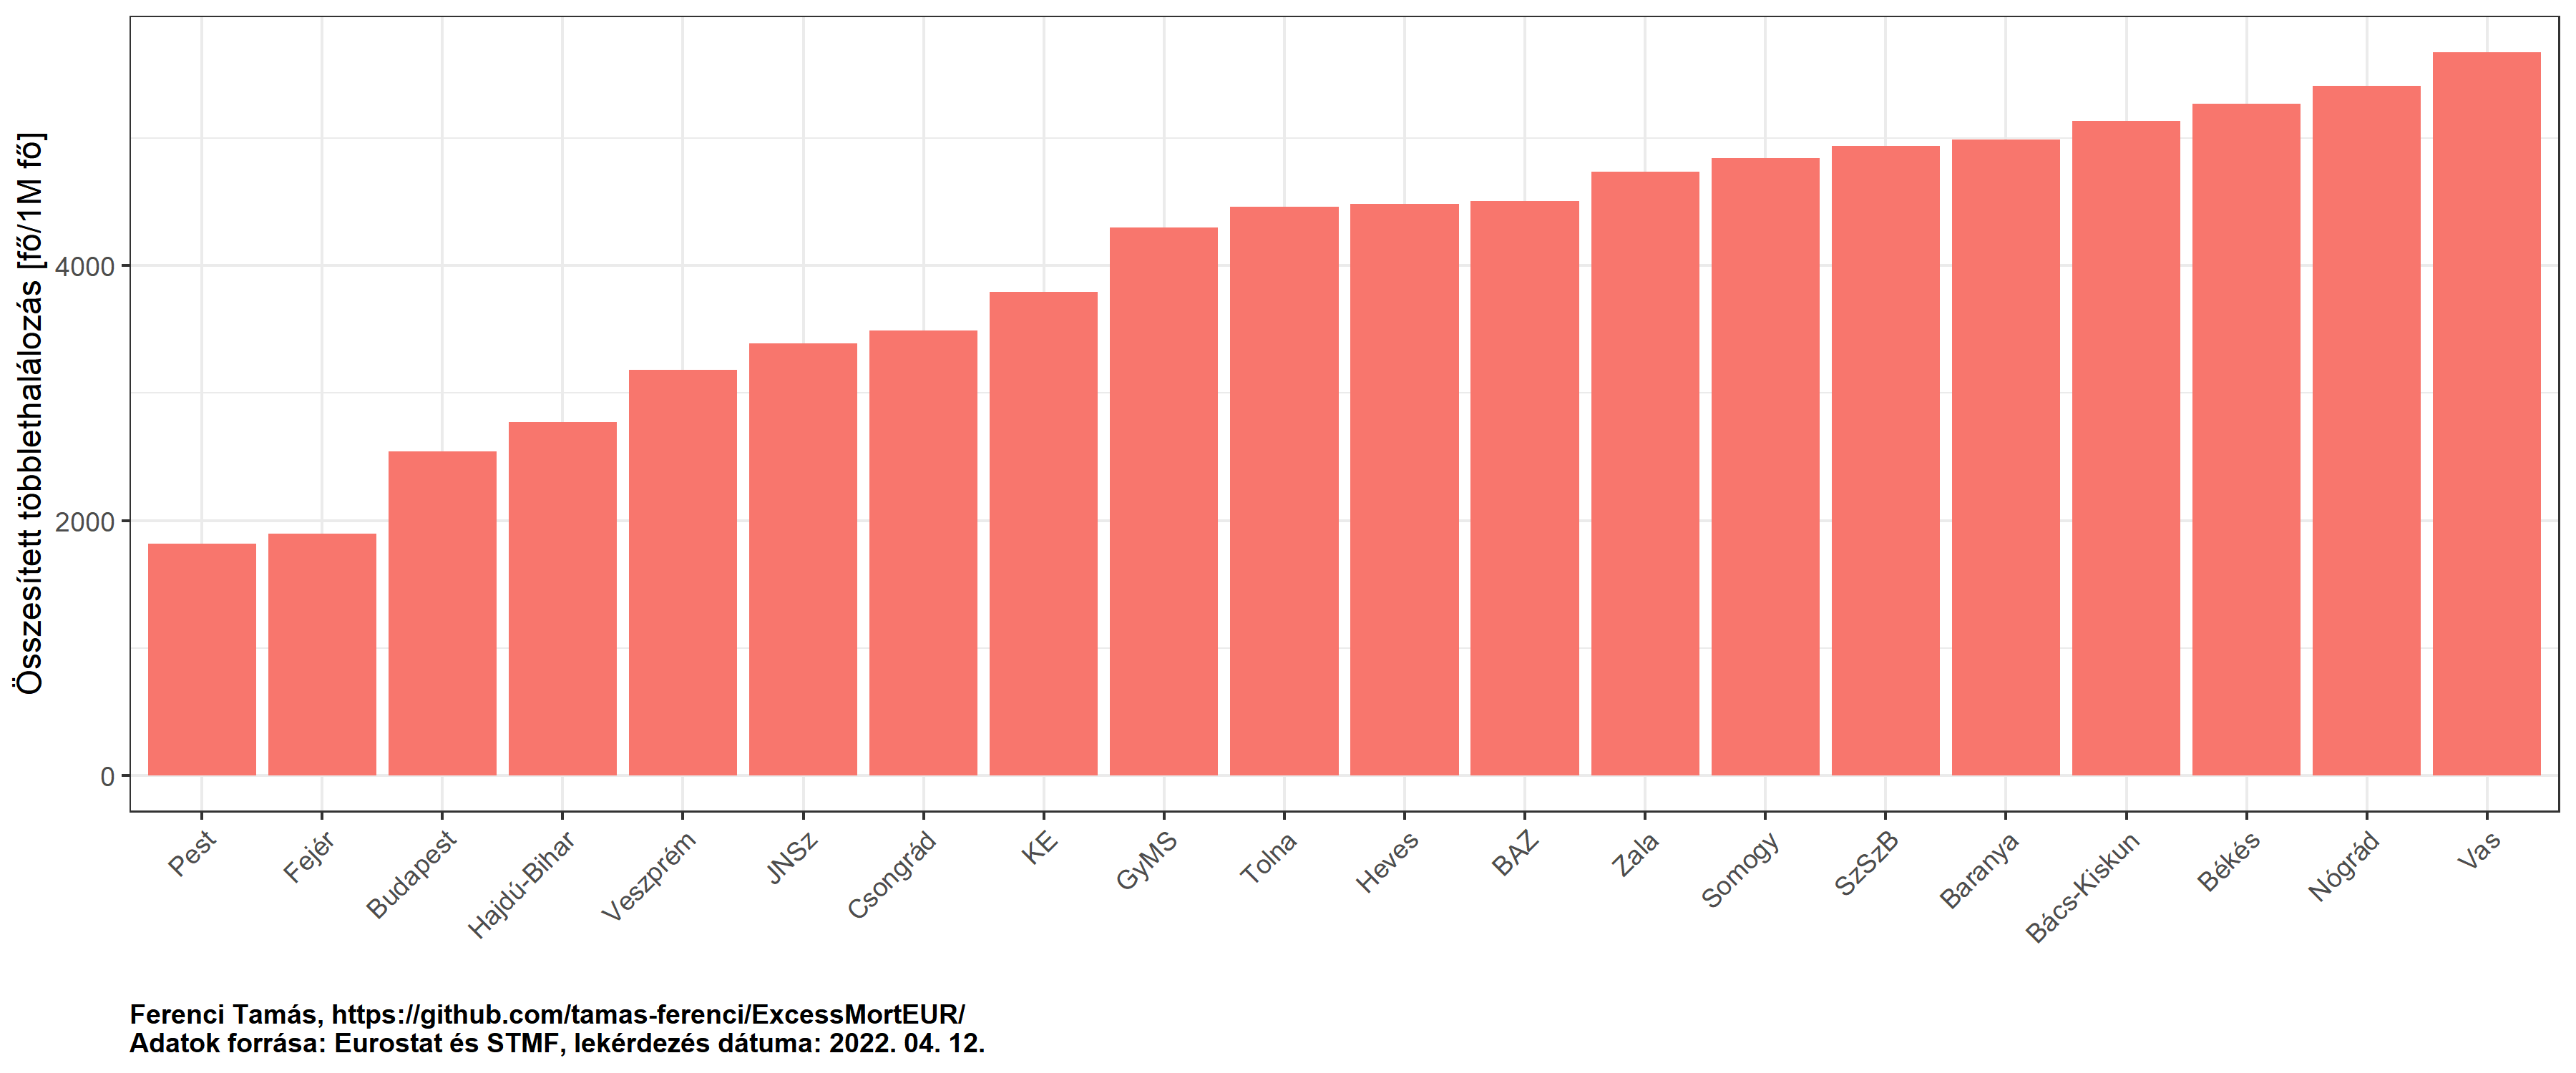 Összesített többlethalálozás [fő/1M fő]
4000
2000
0
Pest
Fejér
Budapest
Hajdú-Bihar
Veszprém
JNSz
Csongrád
KE
GyMS
Tolna
Heves
BAZ
Zala
Somogy
SzSzB
Baranya
Bács-Kiskun
Békés
Nógrád
Vas
Ferenci Tamás, https://github.com/tamas-ferenci/ExcessMortEUR/
Adatok forrása: Eurostat és STMF, lekérdezés dátuma: 2022. 04. 12.